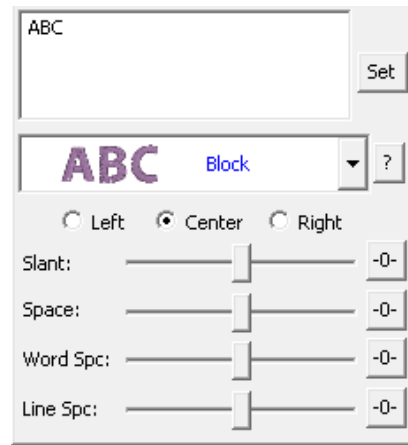 ABC
Set
ABC Block ?
Left Center Right
Slant: -0-
Space: -0-
Word Spc: -0-
Line Spc: -0-